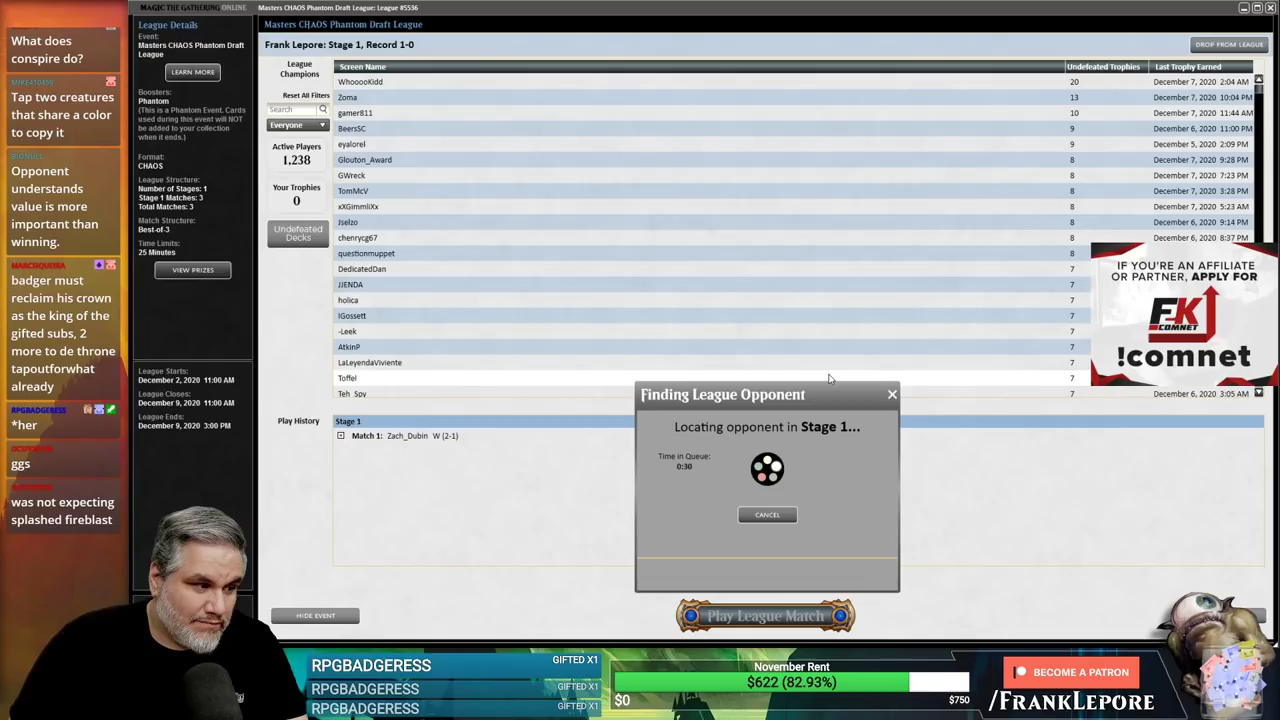 MAGIC THE GATHERING ONLINE
Masters CHAOS Phantom Draft League: League #5536
What does
conspire do?
MIKE410450
Tap two creatures
that share a color
to copy it
Opponent
understands
value is more
important than
winning.
badger must
reclaim his crown
as the king of the
gifted subs, 2
more to de throne
tapoutforwhat
already
RPGBADGERESS
*her
ggs
was not expecting
splashed fireblast
League Details
Event:
Masters CHAOS Phantom Draft
League
LEARN MORE
Boosters:
Phantom
(This is a Phantom Event. Cards
used during this event will NOT
be added to your collection
when it ends.)
Format:
CHAOS
League Structure:
Number of Stages: 1
Stage 1 Matches: 3
Total Matches: 3
Match Structure:
Best-of-3
Time Limits:
25 Minutes
VIEW PRIZES
League Starts:
December 2, 2020 11:00 AM
League Closes:
December 9, 2020 11:00 AM
League Ends:
December 9, 2020 3:00 PM
Masters CHAOS Phantom Draft League
Frank Lepore: Stage 1, Record 1-0
DROP FROM LEAGUE
League
Champions
Reset All Filters
Search
Everyone
Active Players
1,238
Your Trophies
0
Undefeated
Decks
Screen Name Undefeated Trophies Last Trophy Earned
WhooooKidd 20 December 7, 2020 2:04 AM
Zoma 13 December 7, 2020 10:04 PM
gamer811 10 December 7, 2020 11:44 AM
BeersSC 9 December 6, 2020 11:00 PM
eyalorel 9 December 5, 2020 2:09 PM
Glouton_Award 8 December 7, 2020 9:28 PM
GWreck 8 December 7, 2020 7:23 PM
TomMcV 8 December 7, 2020 3:28 PM
xXGimmliXx 8 December 7, 2020 5:23 AM
Jselzo 8 December 6, 2020 9:14 PM
chenrycg67 8 December 6, 2020 8:37 PM
questionmuppet 8
DedicatedDan 7
JJENDA 7
holica 7
IGossett 7
-Leek 7
AtkinP 7
LaLeyendaViviente 7
Toffel 7
Teh_Spy 7 December 6, 2020 3:05 AM
IF YOU'RE AN AFFILIATE
OR PARTNER, APPLY FOR
FK
COMNET
!comnet
Play History
Stage 1
Match 1: Zach_Dubin W (2-1)
Finding League Opponent
Locating opponent in Stage 1...
Time in Queue:
0:30
CANCEL
HIDE EVENT
Play League Match
RPGBADGERESS GIFTED X1
RPGBADGERESS GIFTED X1
RPGBADGERESS GIFTED X1
November Rent
$622 (82.93%)
$0
$750
BECOME A PATRON
/FRANKLEPORE